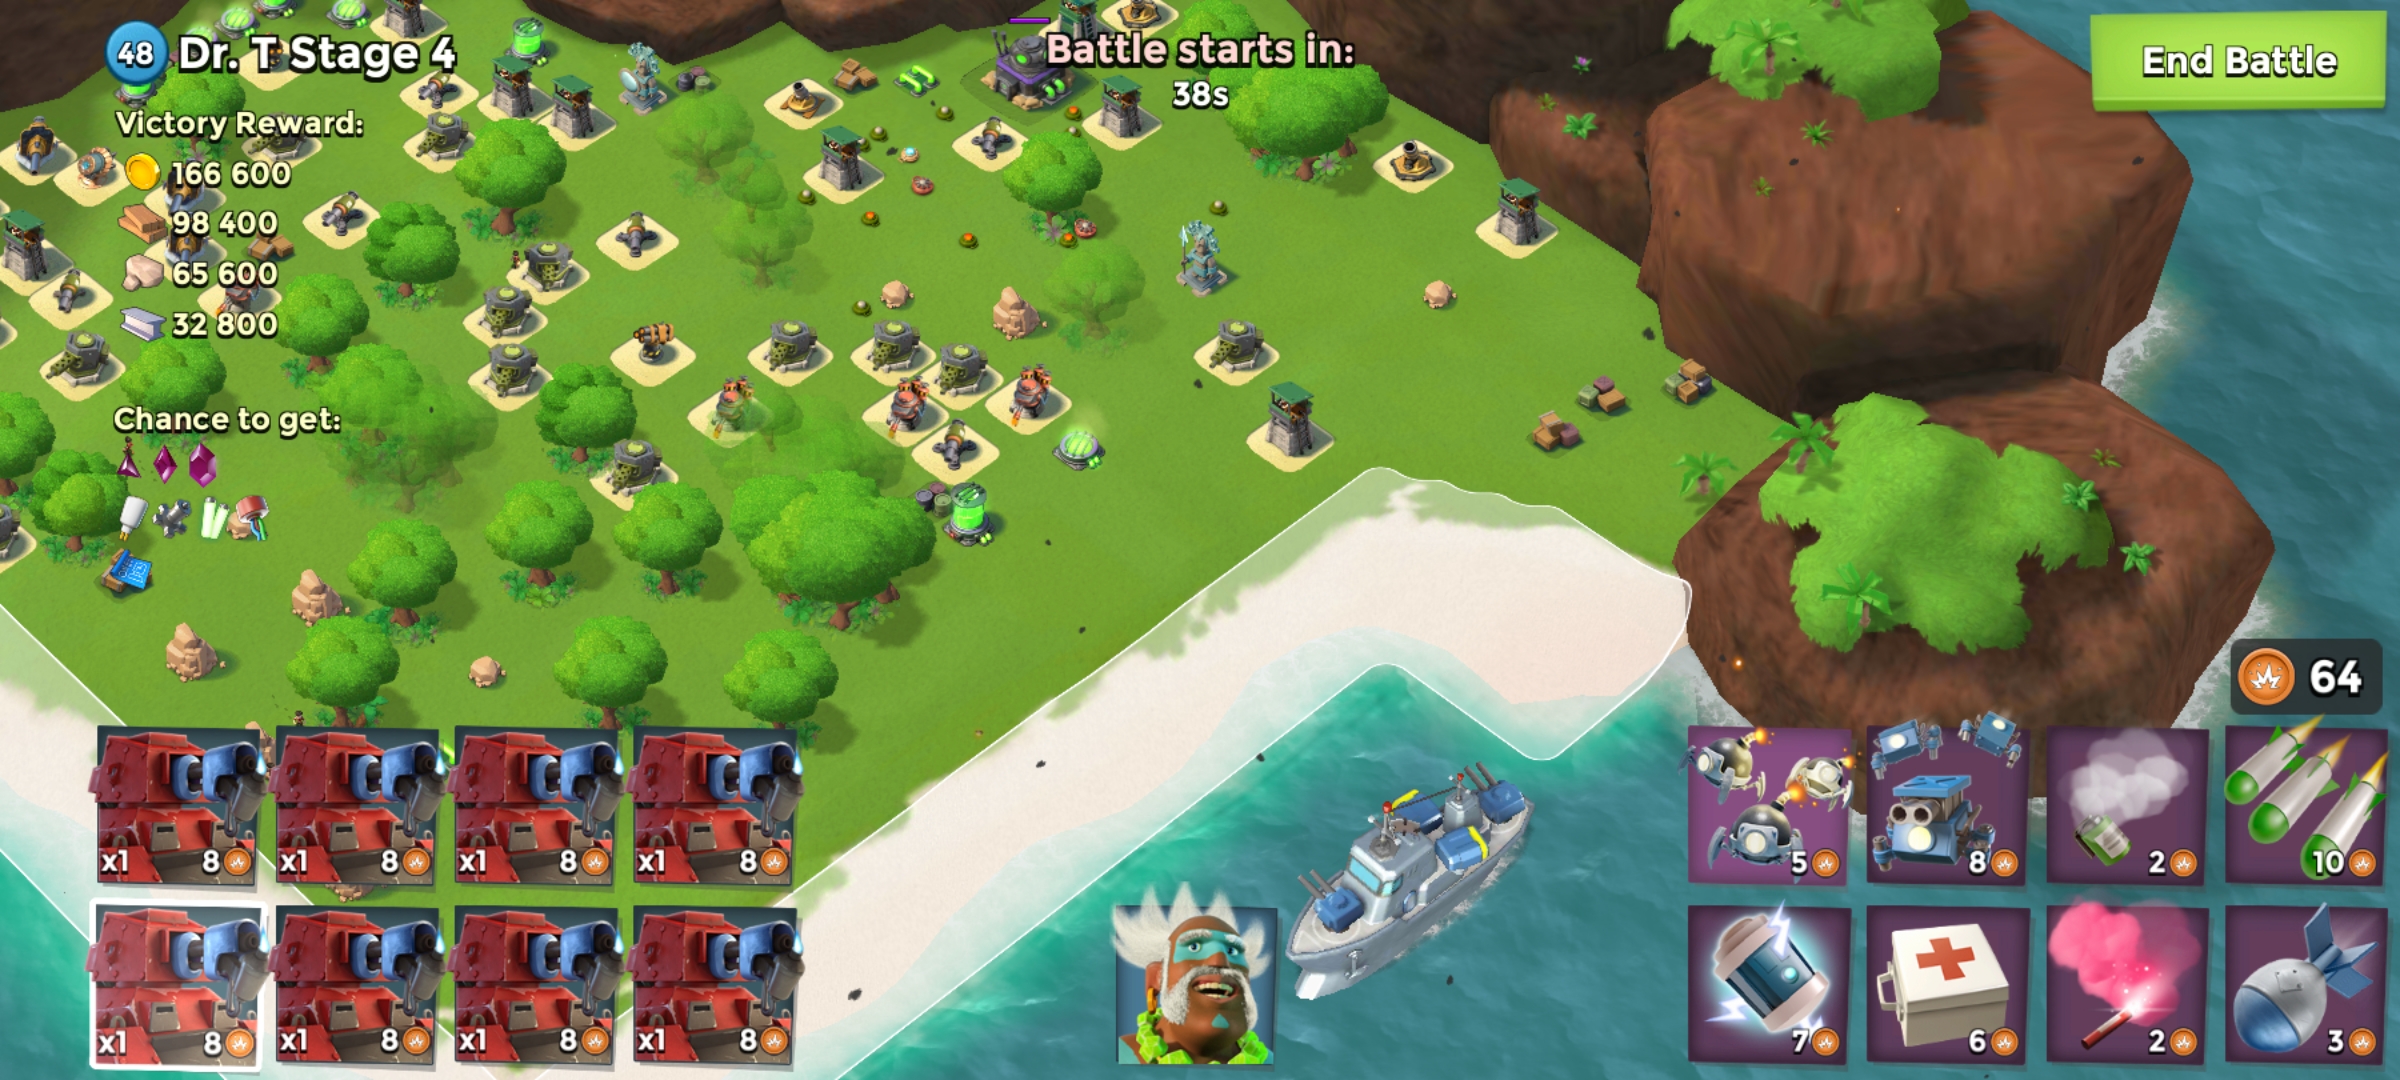 48 Dr. T Stage 4
Battle starts in:
38s
End Battle
Victory Reward:
166 600
98 400
65 600
32 800
Chance to get:
64
x1 8 x1 8 x1 8 x1 8
5 8 2 10
x1 8 x1 8 x1 8 x1 8
7 6 2 3